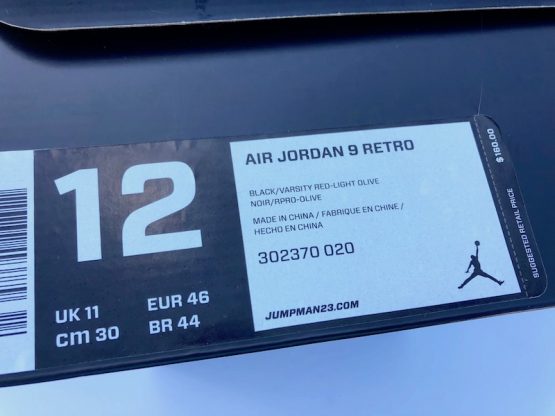 12
UK 11 EUR 46
cm 30 BR 44
AIR JORDAN 9 RETRO
BLACK/VARSITY RED-LIGHT OLIVE
NOIR/RPRO-OLIVE
MADE IN CHINA / FABRIQUE EN CHINE /
HECHO EN CHINA
302370 020
JUMPMAN23.COM
$160.00
SUGGESTED RETAIL PRICE